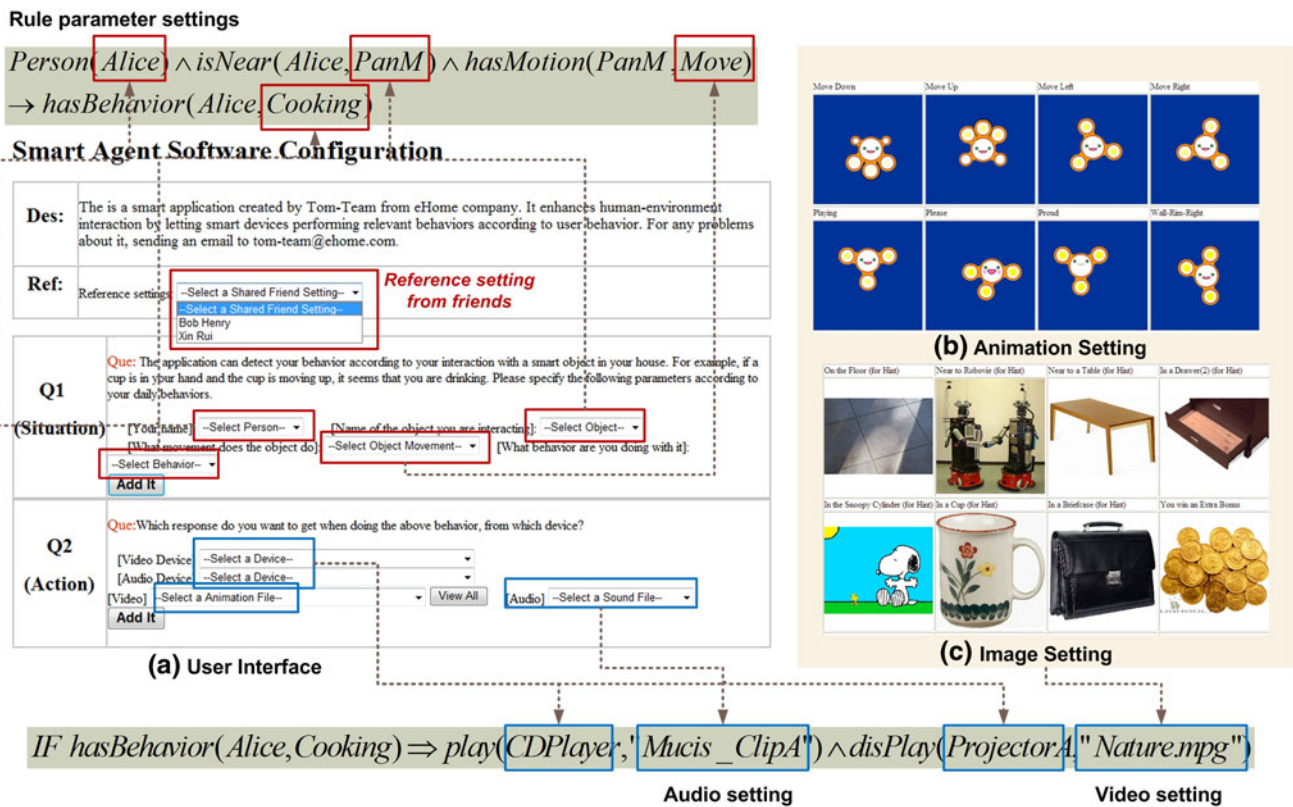 Rule parameter settings
Person(Alice) ∧ isNear(Alice, PanM) ∧ hasMotion(PanM, Move)
→ hasBehavior(Alice, Cooking)
Smart Agent Software Configuration
Des:
The is a smart application created by Tom-Team from eHome company. It enhances human-environment
interaction by letting smart devices performing relevant behaviors according to user behavior. For any problems
about it, sending an email to tom-team@ehome.com.
Ref:
Reference settings: --Select a Shared Friend Setting--
--Select a Shared Friend Setting--
Bob Henry
Xin Rui
Reference setting
from friends
Q1
(Situation)
Que: The application can detect your behavior according to your interaction with a smart object in your house. For example, if a
cup is in your hand and the cup is moving up, it seems that you are drinking. Please specify the following parameters according to
your daily behaviors.
[Your name] --Select Person-- [Name of the object you are interacting]: --Select Object--
[What movement does the object do]: --Select Object Movement-- [What behavior are you doing with it]:
--Select Behavior--
Add It
Q2
(Action)
Que:Which response do you want to get when doing the above behavior, from which device?
[Video Device --Select a Device--
[Audio Device --Select a Device--
[Video] --Select a Animation File-- View All [Audio] --Select a Sound File--
Add It
(a) User Interface
Move Down Move Up Move Left Move Right
Playing Please Proud Wall-Rim-Right
(b) Animation Setting
On the Floor (for Hint) Near to Robovie (for Hint) Near to a Table (for Hint) In a Drawer(2) (for Hint)
In the Snoopy Cylinder (for Hint) In a Cup (for Hint) In a Briefcase (for Hint) You win an Extra Bonus
(c) Image Setting
IF hasBehavior(Alice, Cooking) ⇒ play(CDPlayer, "Mucis _ ClipA") ∧ disPlay(ProjectorA, "Nature.mpg")
Audio setting
Video setting